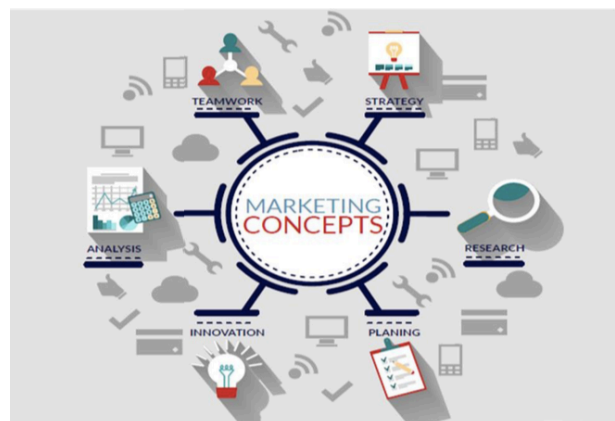 TEAMWORK
STRATEGY
MARKETING
CONCEPTS
ANALYSIS
RESEARCH
INNOVATION
PLANING